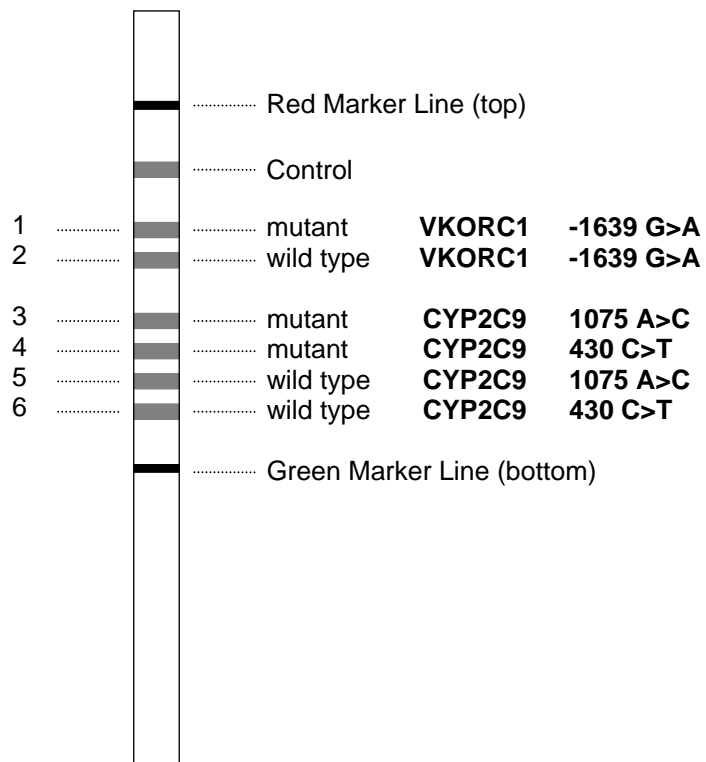 Red Marker Line (top)
Control
1 mutant VKORC1 -1639 G>A
2 wild type VKORC1 -1639 G>A
3 mutant CYP2C9 1075 A>C
4 mutant CYP2C9 430 C>T
5 wild type CYP2C9 1075 A>C
6 wild type CYP2C9 430 C>T
Green Marker Line (bottom)